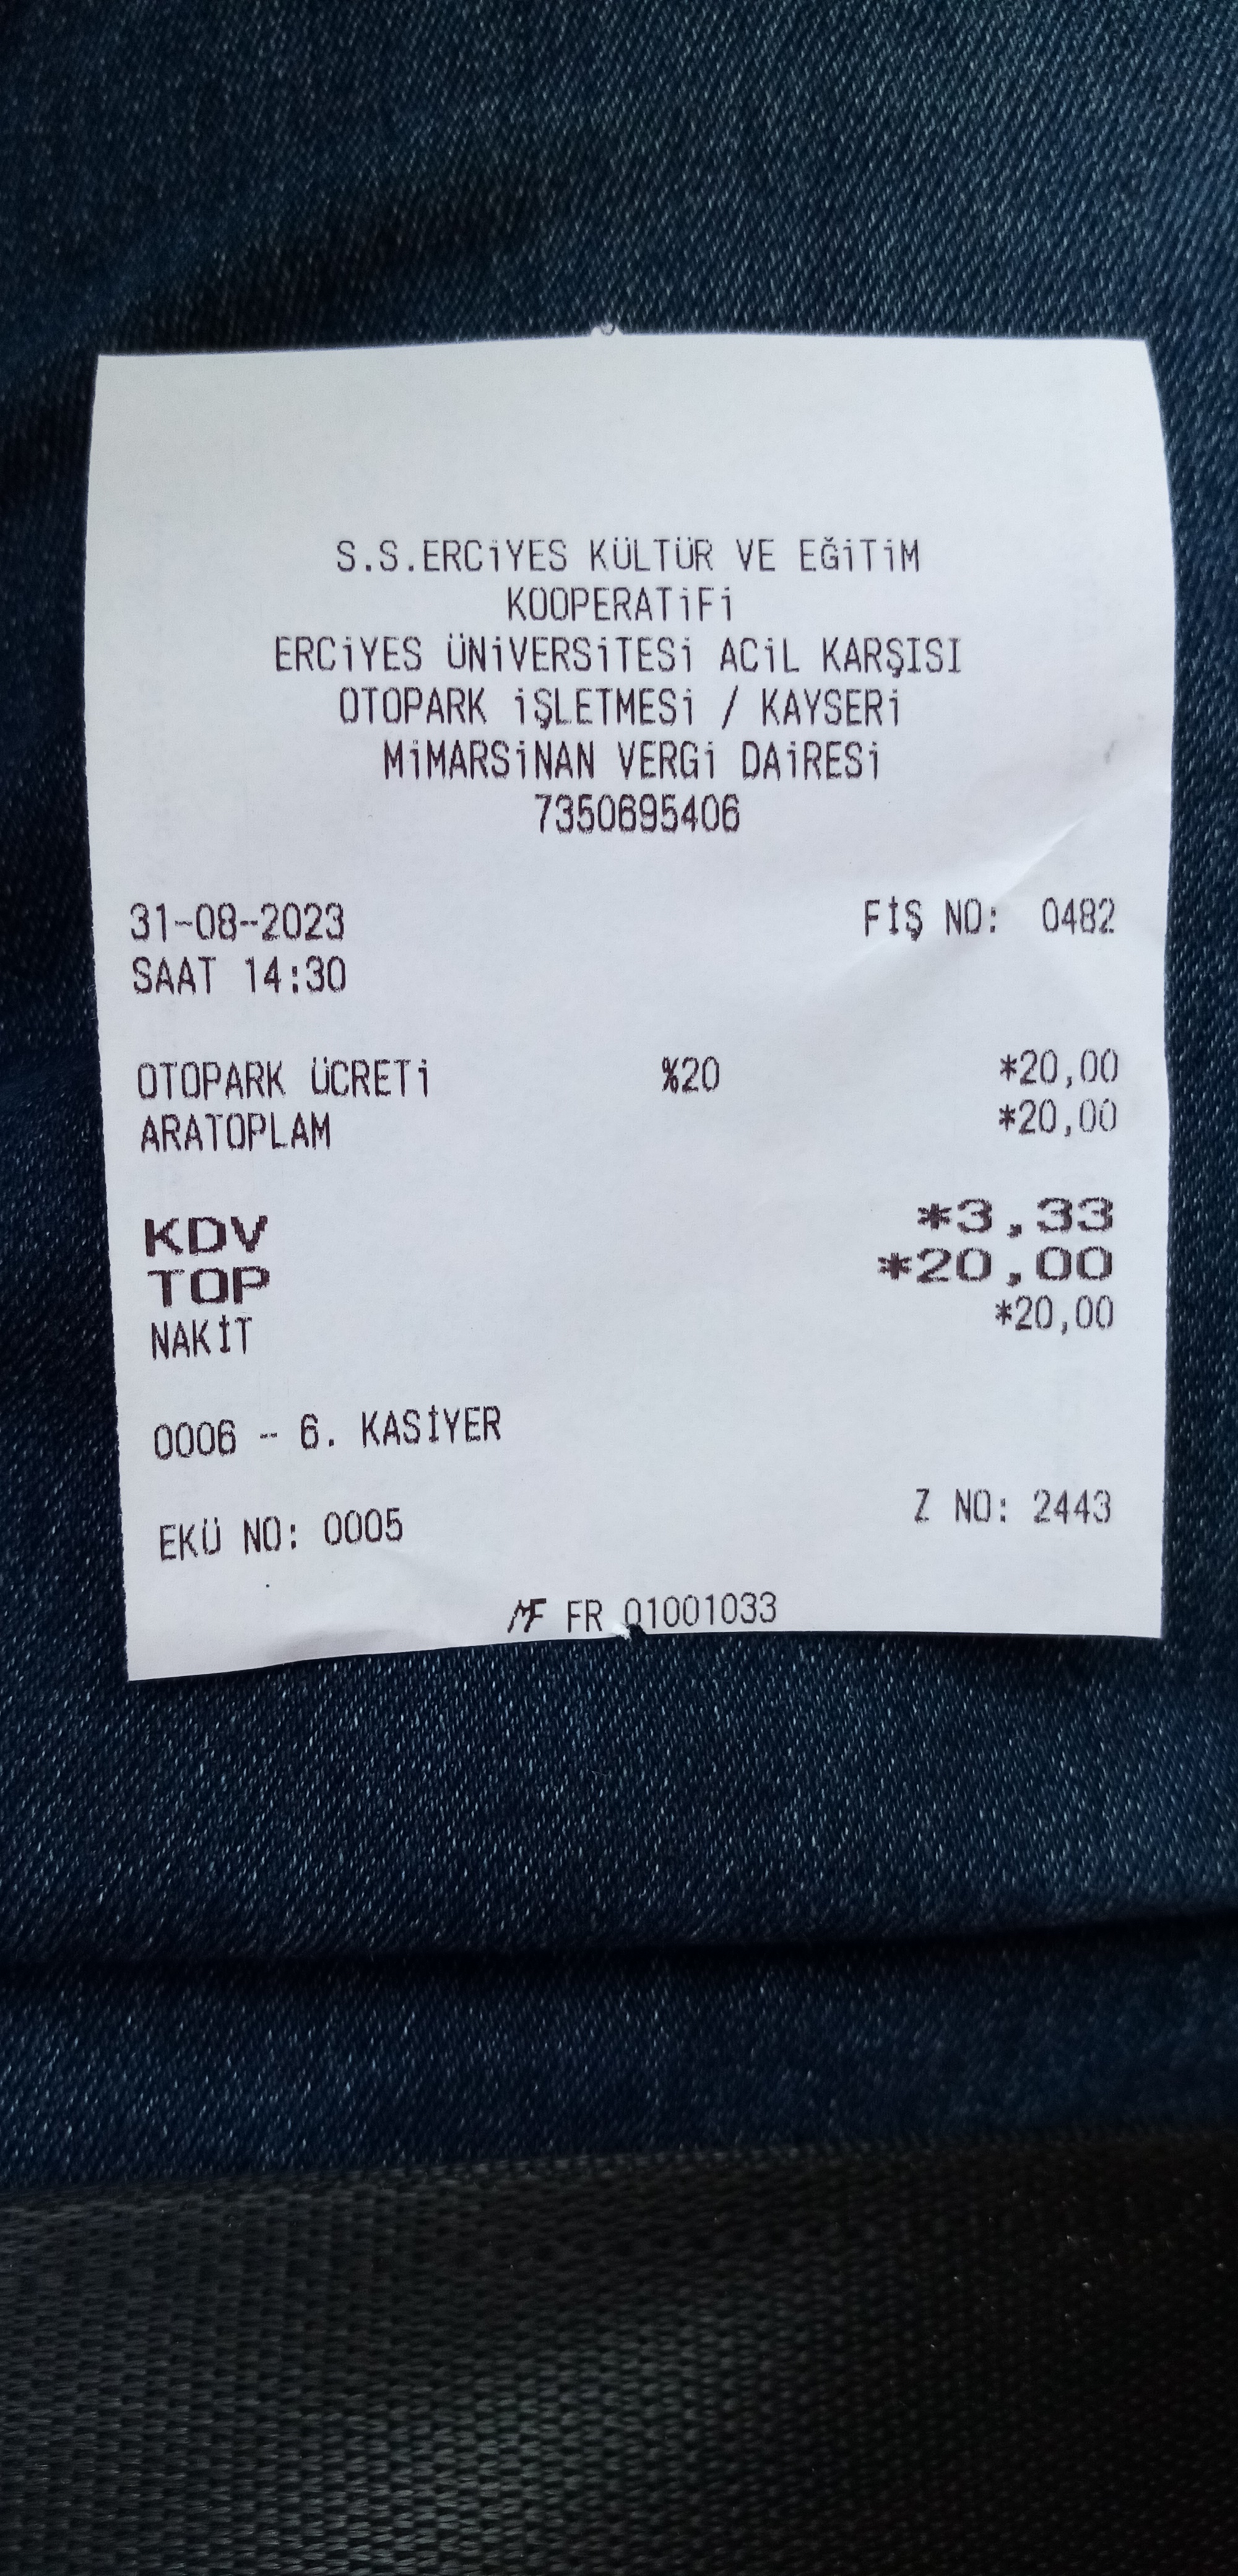 S.S.ERCİYES KÜLTÜR VE EĞİTİM
KOOPERATİFİ
ERCİYES ÜNİVERSİTESİ ACİL KARŞISI
OTOPARK İŞLETMESİ / KAYSERİ
MİMARSİNAN VERGİ DAİRESİ
7350695406
31-08-2023 FİŞ NO: 0482
SAAT 14:30
OTOPARK ÜCRETİ %20 *20,00
ARATOPLAM *20,00
KDV *3,33
TOP *20,00
NAKİT *20,00
0006 - 6. KASİYER
EKÜ NO: 0005 Z NO: 2443
MF FR 01001033